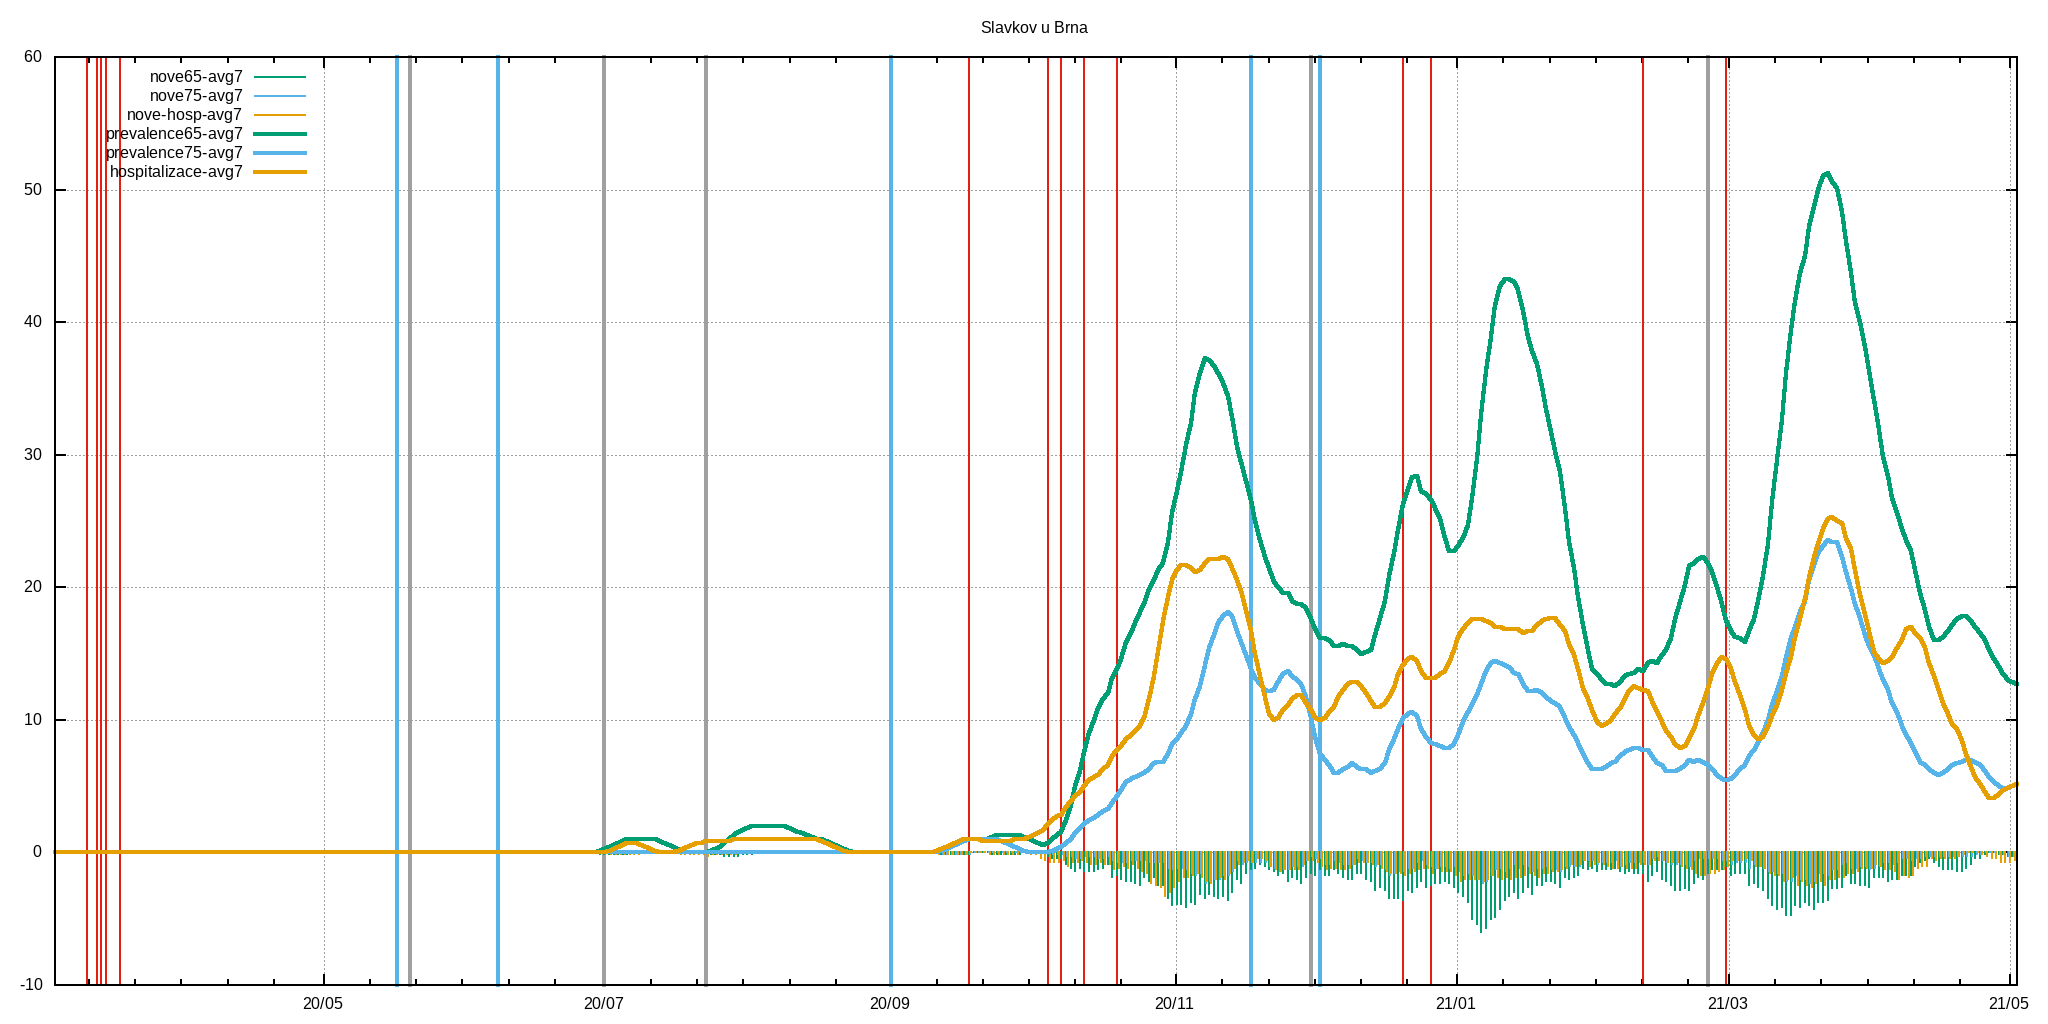 Slavkov u Brna
60
50
40
30
20
10
0
-10
nove65-avg7
nove75-avg7
nove-hosp-avg7
prevalence65-avg7
prevalence75-avg7
hospitalizace-avg7
20/05 20/07 20/09 20/11 21/01 21/03 21/05